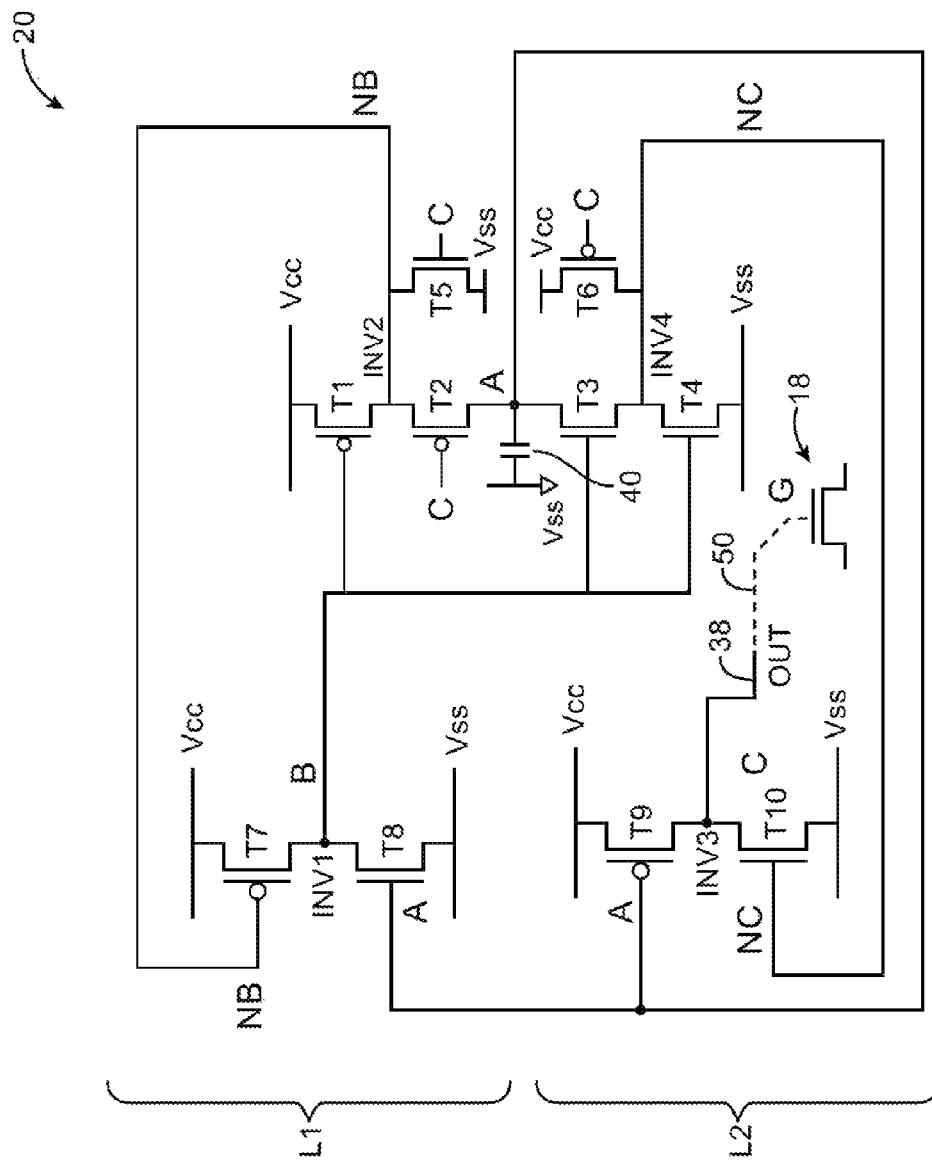 20
NB
Vcc
T1
INV2
C
T5
Vss
T2
C
A
Vss
40
Vcc
T6
C
T3
INV4
T4
Vss
NC
Vcc
T7
B
INV1
T8
A
NB
Vss
Vcc
T9
A
INV3
C
T10
NC
Vss
38
OUT
50
G
18
L1
L2